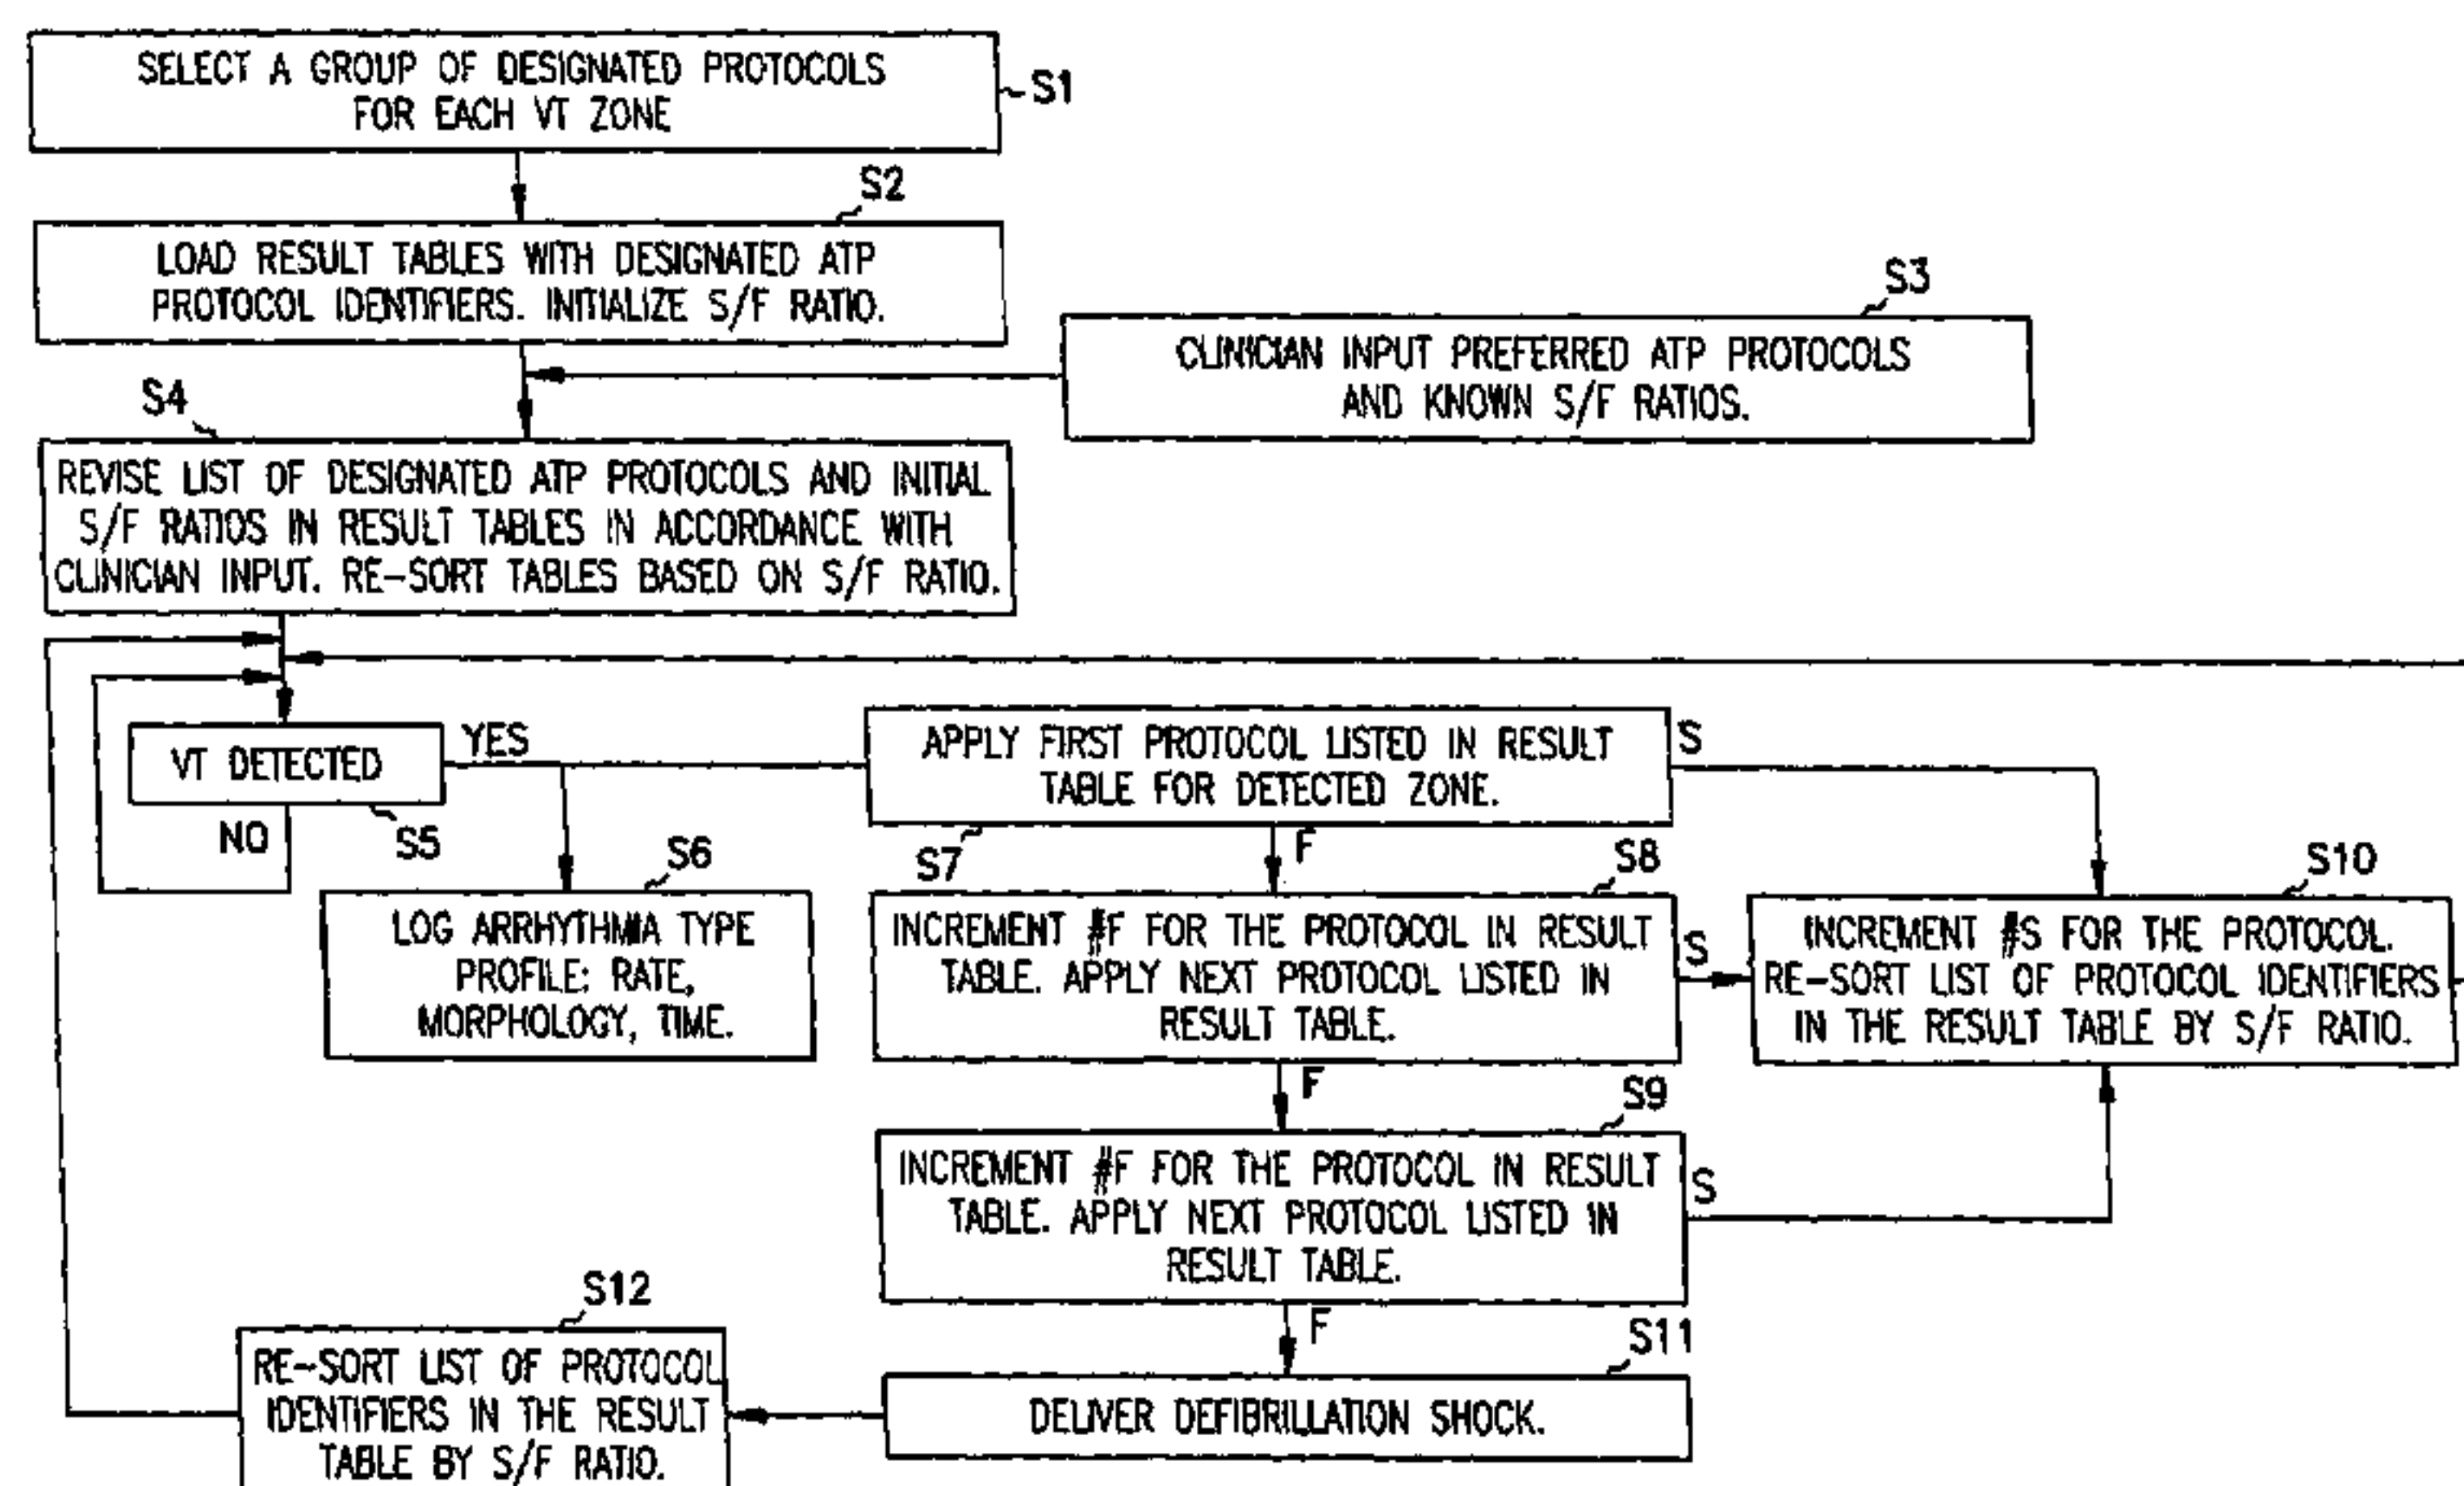 SELECT A GROUP OF DESIGNATED PROTOCOLS
FOR EACH VT ZONE
S1
S2
LOAD RESULT TABLES WITH DESIGNATED ATP
PROTOCOL IDENTIFIERS. INITIALIZE S/F RATIO.
S3
CLINICIAN INPUT PREFERRED ATP PROTOCOLS
AND KNOWN S/F RATIOS.
S4
REVISE LIST OF DESIGNATED ATP PROTOCOLS AND INITIAL
S/F RATIOS IN RESULT TABLES IN ACCORDANCE WITH
CLINICIAN INPUT. RE-SORT TABLES BASED ON S/F RATIO.
VT DETECTED
YES
NO
S5
S6
LOG ARRHYTHMIA TYPE
PROFILE: RATE,
MORPHOLOGY, TIME.
APPLY FIRST PROTOCOL LISTED IN RESULT
TABLE FOR DETECTED ZONE.
S
S7
F
S8
INCREMENT #F FOR THE PROTOCOL IN RESULT
TABLE. APPLY NEXT PROTOCOL LISTED IN
RESULT TABLE.
S
S10
INCREMENT #S FOR THE PROTOCOL.
RE-SORT LIST OF PROTOCOL IDENTIFIERS
IN THE RESULT TABLE BY S/F RATIO.
F
S9
INCREMENT #F FOR THE PROTOCOL IN RESULT
TABLE. APPLY NEXT PROTOCOL LISTED IN
RESULT TABLE.
S
F
S11
DELIVER DEFIBRILLATION SHOCK.
S12
RE-SORT LIST OF PROTOCOL
IDENTIFIERS IN THE RESULT
TABLE BY S/F RATIO.